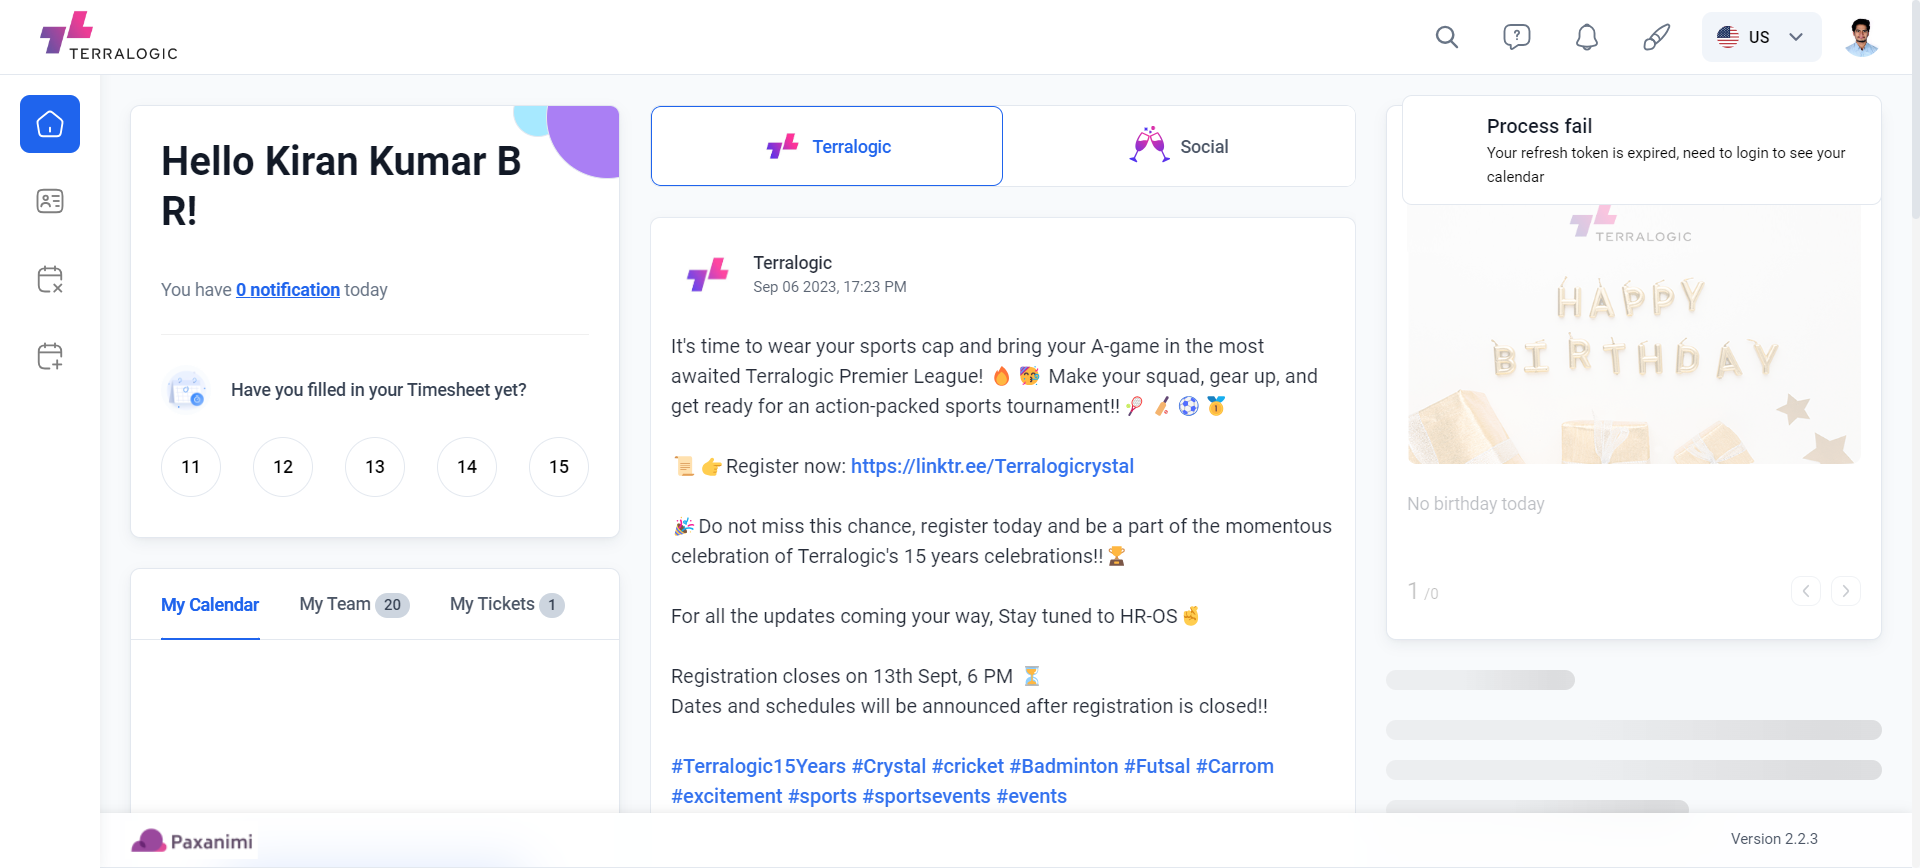 TERRALOGIC
?
US
Hello Kiran Kumar B
R!
You have 0 notification today
Have you filled in your Timesheet yet?
11 12 13 14 15
My Calendar My Team 20 My Tickets 1
Terralogic Social
Terralogic
Sep 06 2023, 17:23 PM
It's time to wear your sports cap and bring your A-game in the most
awaited Terralogic Premier League! 🔥 🥳 Make your squad, gear up, and
get ready for an action-packed sports tournament!! 🏸 🏏 ⚽ 🥇
📜 👉 Register now: https://linktr.ee/Terralogicrystal
🎉 Do not miss this chance, register today and be a part of the momentous
celebration of Terralogic's 15 years celebrations!! 🏆
For all the updates coming your way, Stay tuned to HR-OS ✌
Registration closes on 13th Sept, 6 PM ⏳
Dates and schedules will be announced after registration is closed!!
#Terralogic15Years #Crystal #cricket #Badminton #Futsal #Carrom
#excitement #sports #sportsevents #events
Process fail
Your refresh token is expired, need to login to see your
calendar
TERRALOGIC
HAPPY
BIRTHDAY
No birthday today
1 /0
Paxanimi
Version 2.2.3